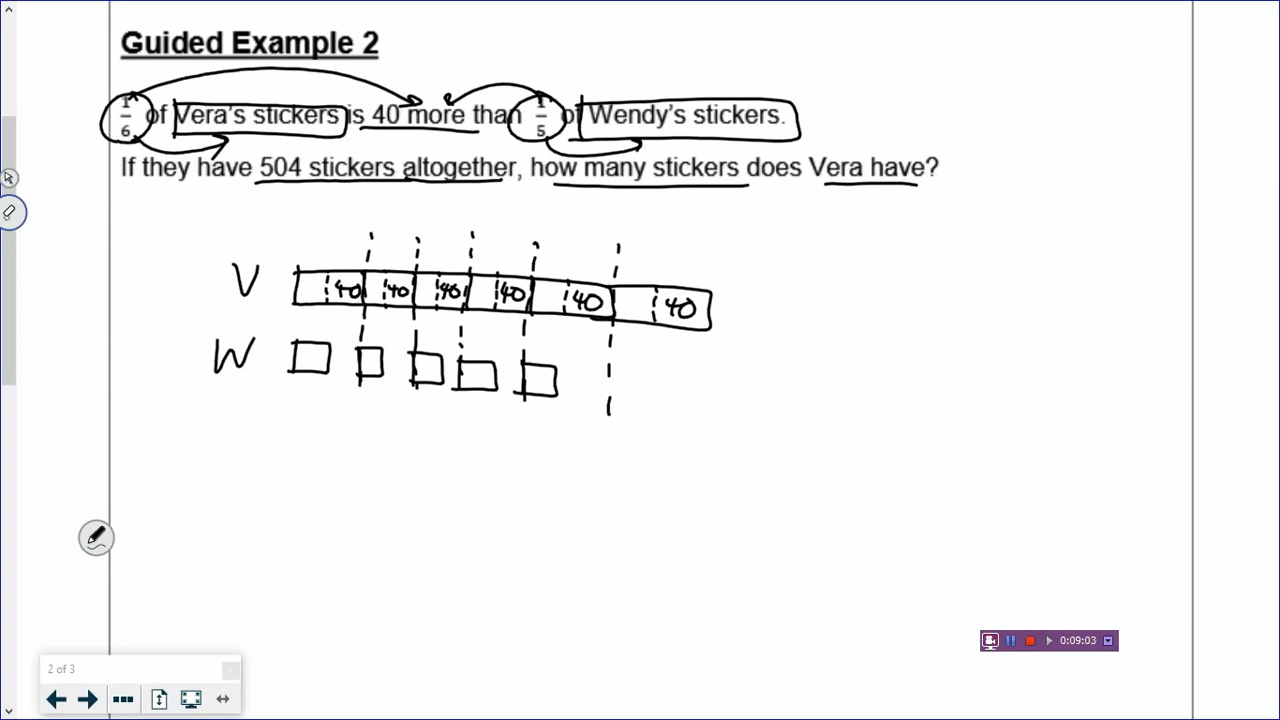 Guided Example 2
1/6 of Vera's stickers is 40 more than 1/5 of Wendy's stickers.
If they have 504 stickers altogether, how many stickers does Vera have?
V 40 40 40 40 40 40
W
0:09:03
2 of 3